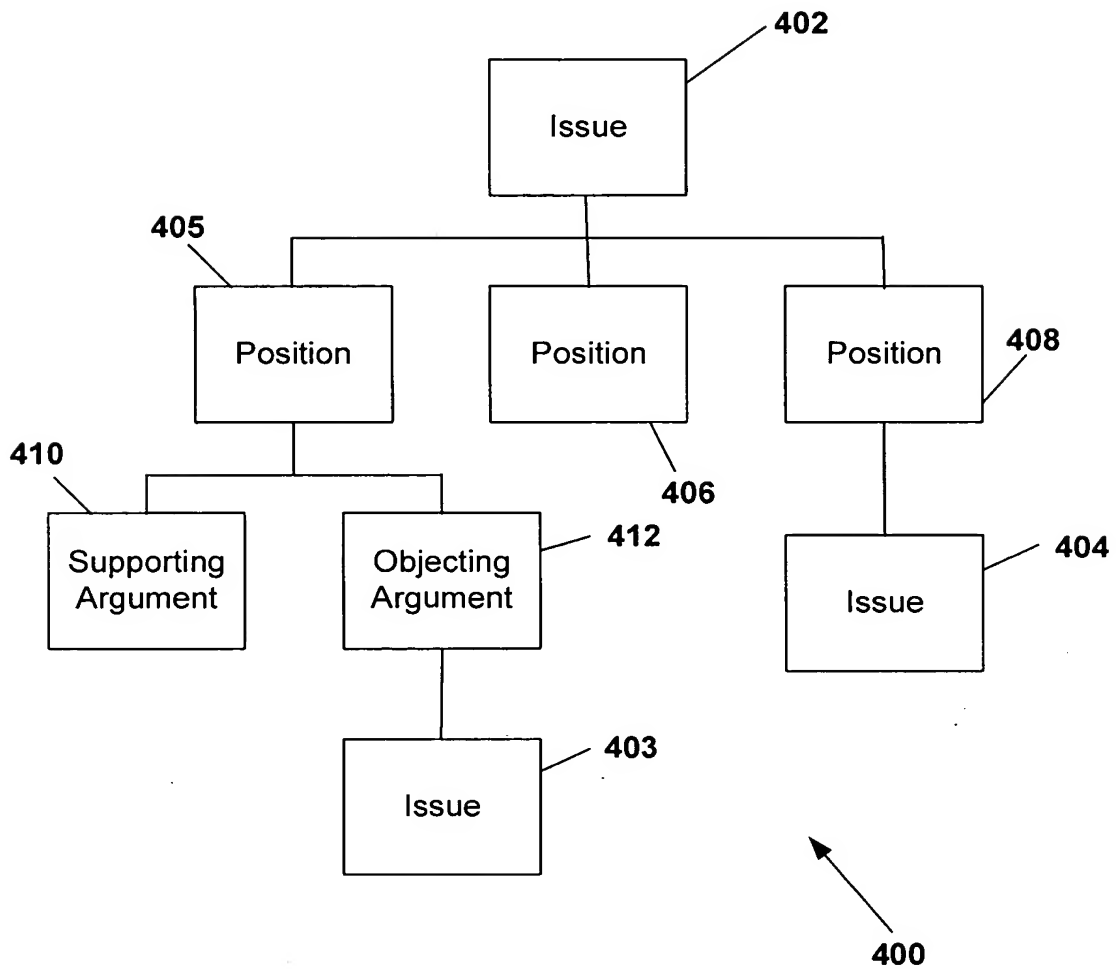 402
Issue
405
Position
Position
Position
408
410
406
Supporting
Argument
Objecting
Argument
412
404
Issue
403
Issue
400